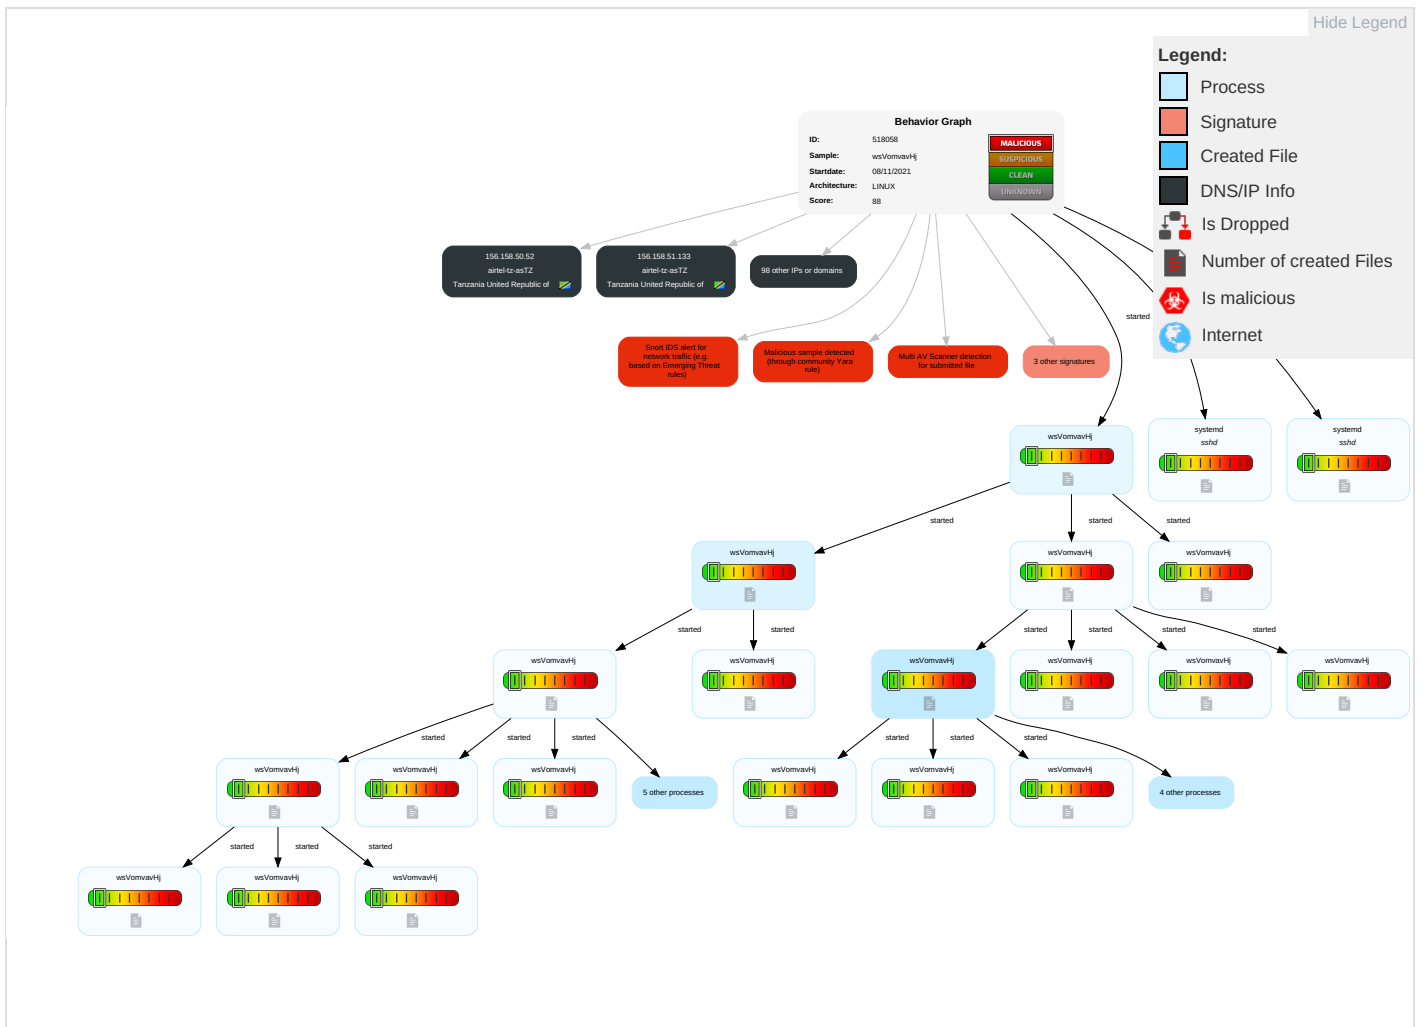 Hide Legend
Legend:
Process
Signature
Created File
DNS/IP Info
Is Dropped
Number of created Files
Is malicious
Internet
Behavior Graph
ID: 518058
Sample: wsVomvavHj
Startdate: 08/11/2021
Architecture: LINUX
Score: 88
MALICIOUS
SUSPICIOUS
CLEAN
UNKNOWN
156.158.50.52
airtel-tz-asTZ
Tanzania United Republic of
156.158.51.133
airtel-tz-asTZ
Tanzania United Republic of
98 other IPs or domains
started
Snort IDS alert for
network traffic (e.g.
based on Emerging Threat
rules)
Malicious sample detected
(through community Yara
rule)
Multi AV Scanner detection
for submitted file
3 other signatures
wsVomvavHj
systemd
sshd
systemd
sshd
started
started
started
wsVomvavHj
wsVomvavHj
wsVomvavHj
started
started
started
started
started
started
wsVomvavHj
wsVomvavHj
wsVomvavHj
wsVomvavHj
wsVomvavHj
wsVomvavHj
started
started
started
started
started
started
wsVomvavHj
wsVomvavHj
wsVomvavHj
5 other processes
wsVomvavHj
wsVomvavHj
wsVomvavHj
4 other processes
started
started
started
wsVomvavHj
wsVomvavHj
wsVomvavHj